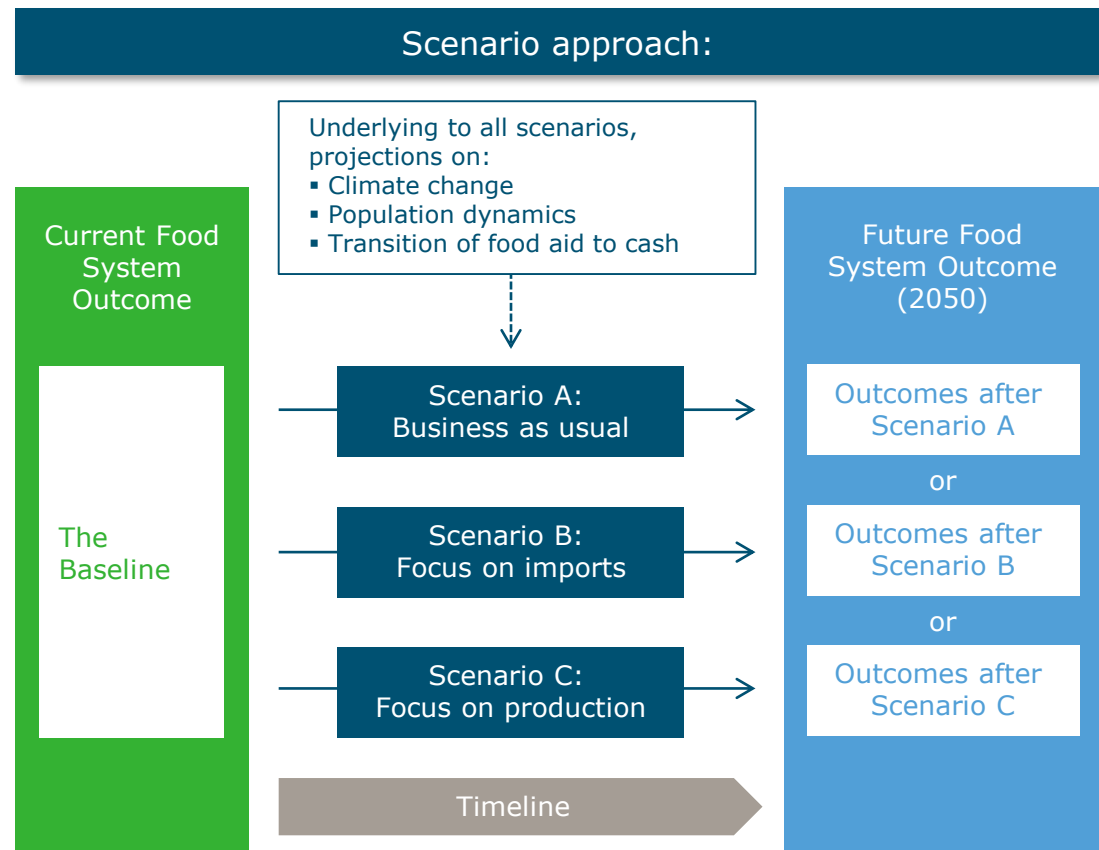 Scenario approach:
Underlying to all scenarios,
projections on:
▪ Climate change
▪ Population dynamics
▪ Transition of food aid to cash
Current Food
System
Outcome
The
Baseline
Scenario A:
Business as usual
Scenario B:
Focus on imports
Scenario C:
Focus on production
Timeline
Future Food
System Outcome
(2050)
Outcomes after
Scenario A
or
Outcomes after
Scenario B
or
Outcomes after
Scenario C